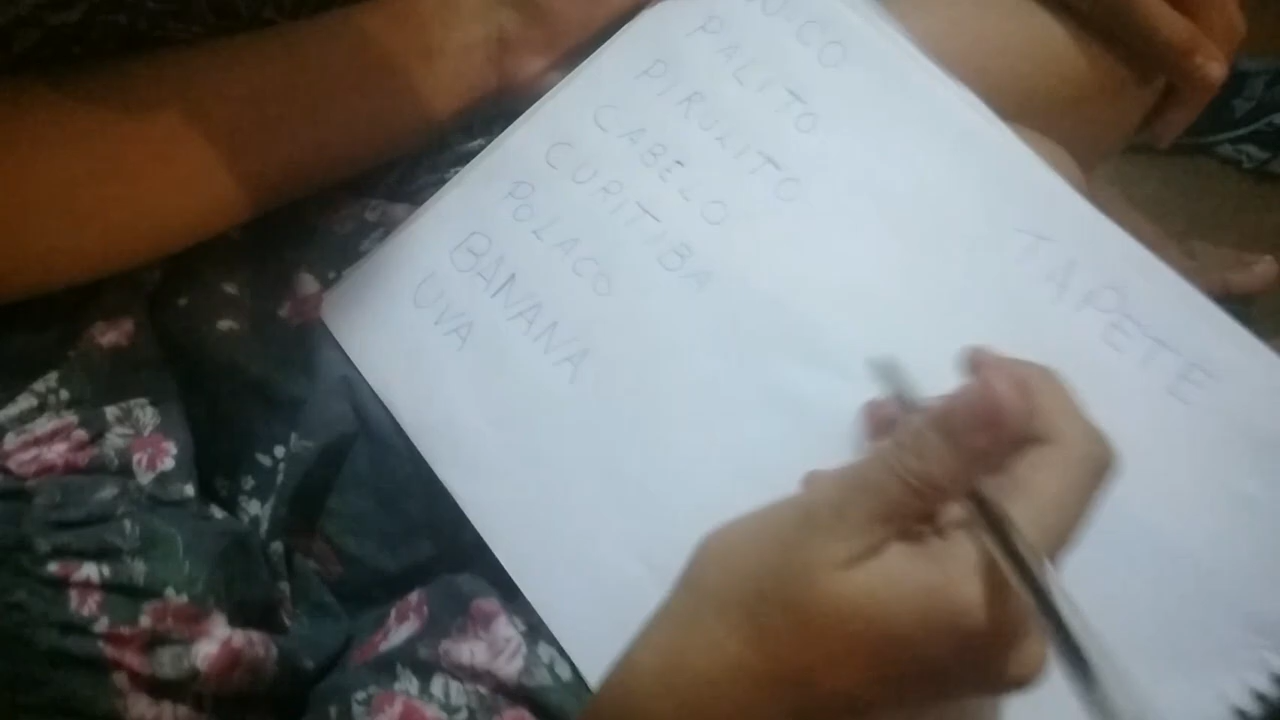 PALITO
PIRULITO
CABELO
CURITIBA
POLACO
BANANA
UVA
TAPETE